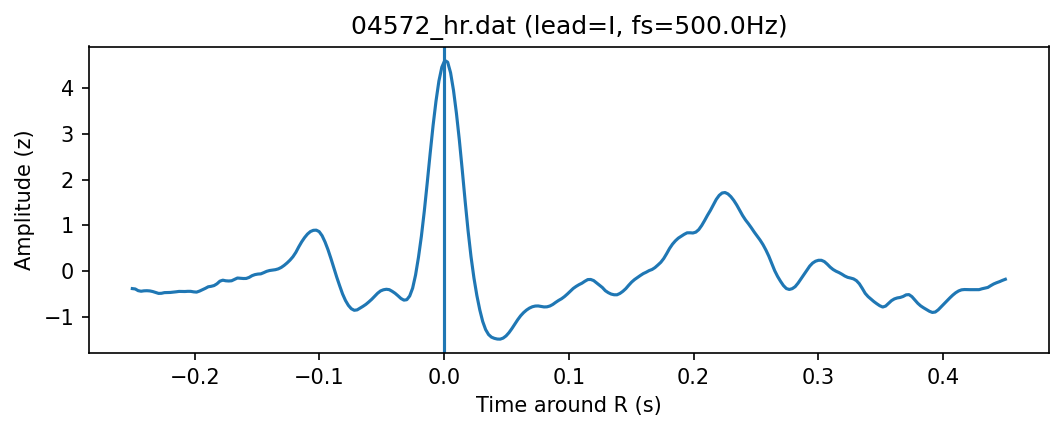 04572_hr.dat (lead=I, fs=500.0Hz)
Amplitude (z)
4
3
2
1
0
−1
−0.2 −0.1 0.0 0.1 0.2 0.3 0.4
Time around R (s)